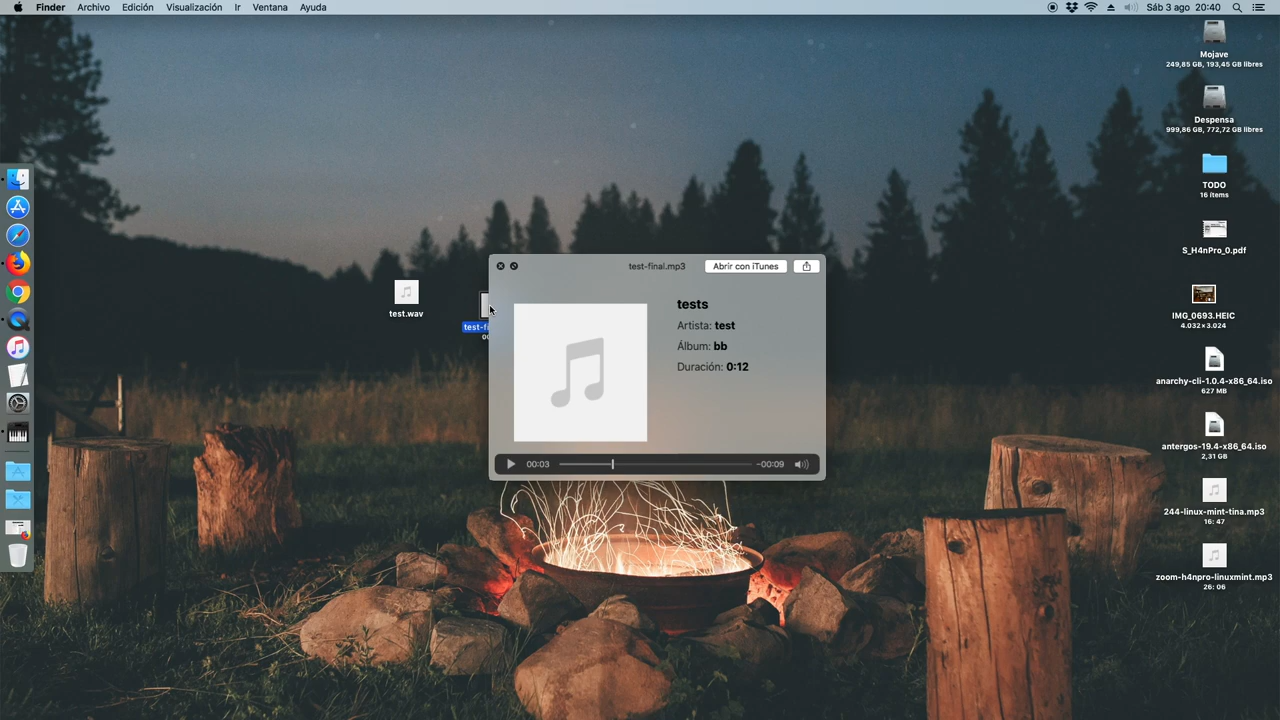 Finder Archivo Edición Visualización Ir Ventana Ayuda
Sáb 3 ago 20:40
Mojave
249,85 GB, 193,45 GB libres
Despensa
999,86 GB, 772,72 GB libres
TODO
16 ítems
S_H4nPro_0.pdf
IMG_0693.HEIC
4.032×3.024
anarchy-cli-1.0.4-x86_64.iso
627 MB
antergos-19.4-x86_64.iso
2,31 GB
244-linux-mint-tina.mp3
16: 47
zoom-h4npro-linuxmint.mp3
26: 06
test.wav
test-fi
test-final.mp3
Abrir con iTunes
tests
Artista: test
Álbum: bb
Duración: 0:12
00:03
-00:09